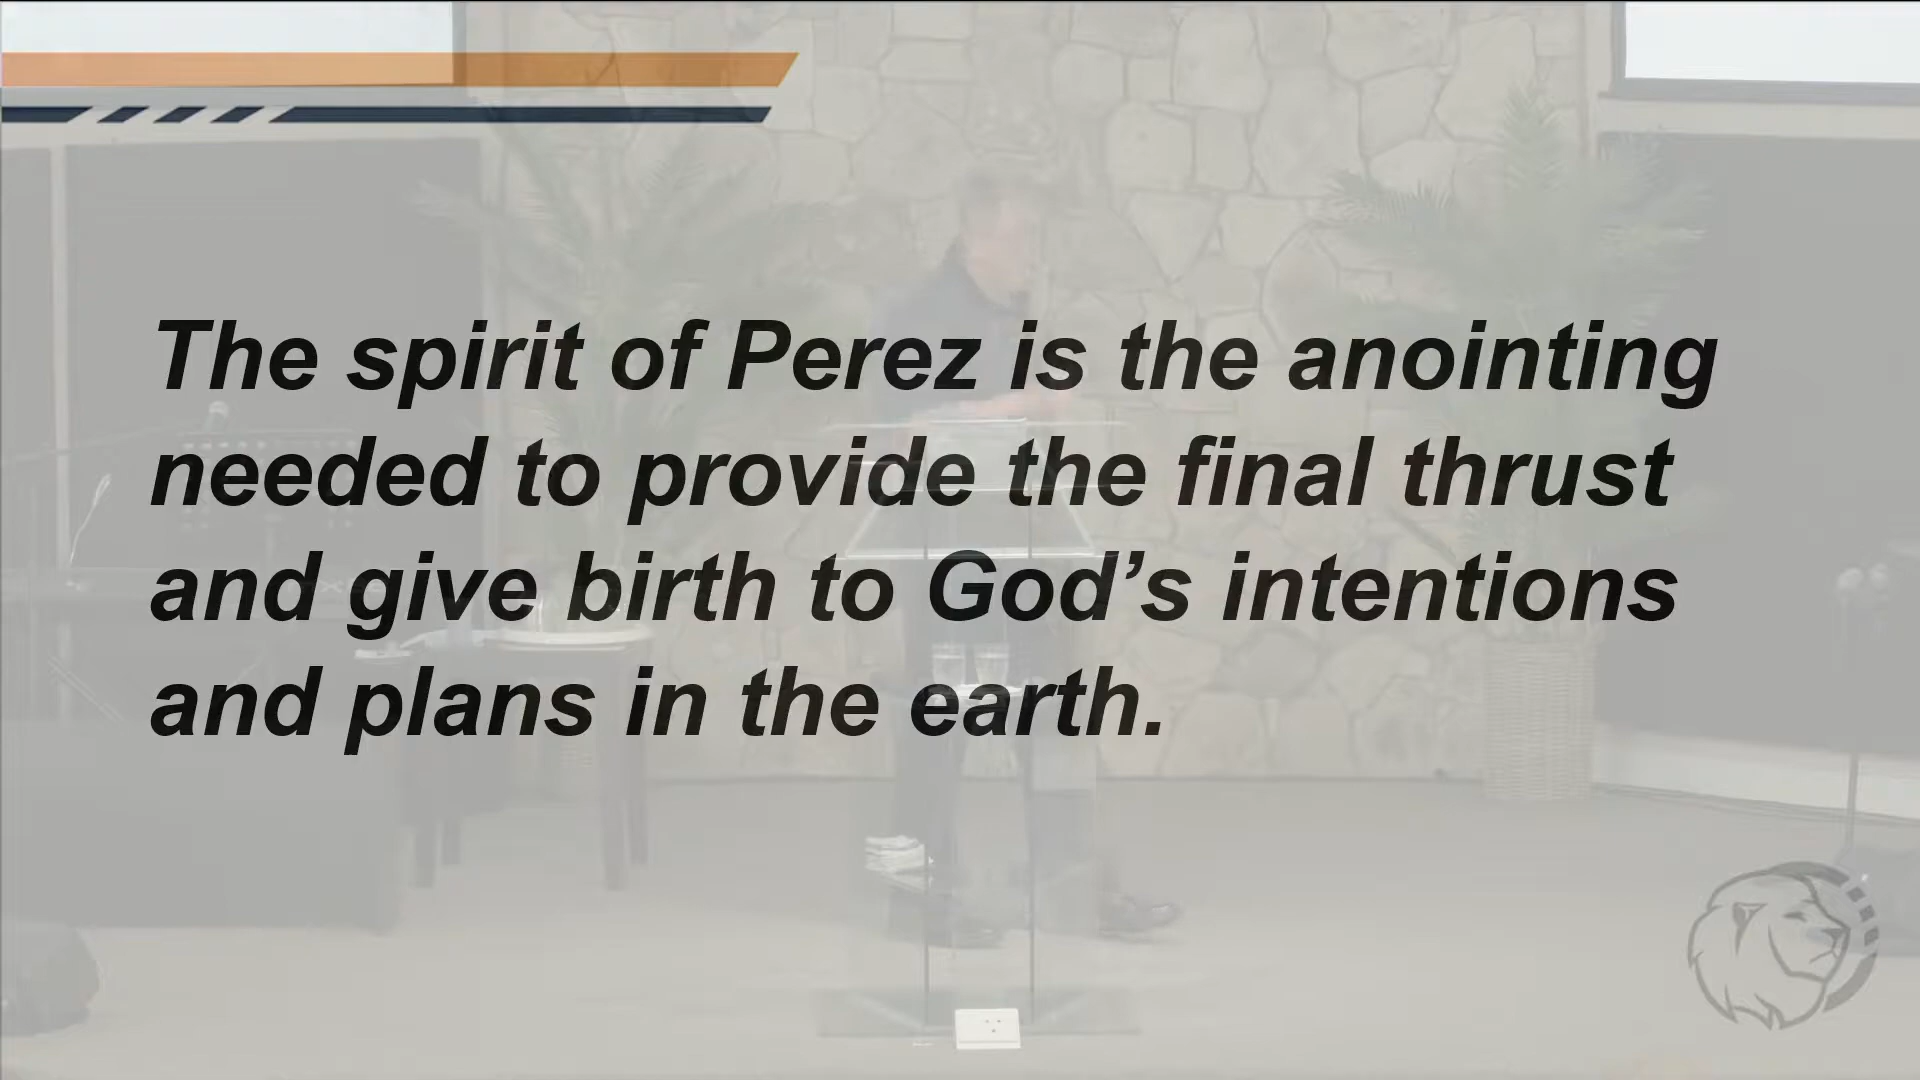 The spirit of Perez is the anointing
needed to provide the final thrust
and give birth to God’s intentions
and plans in the earth.